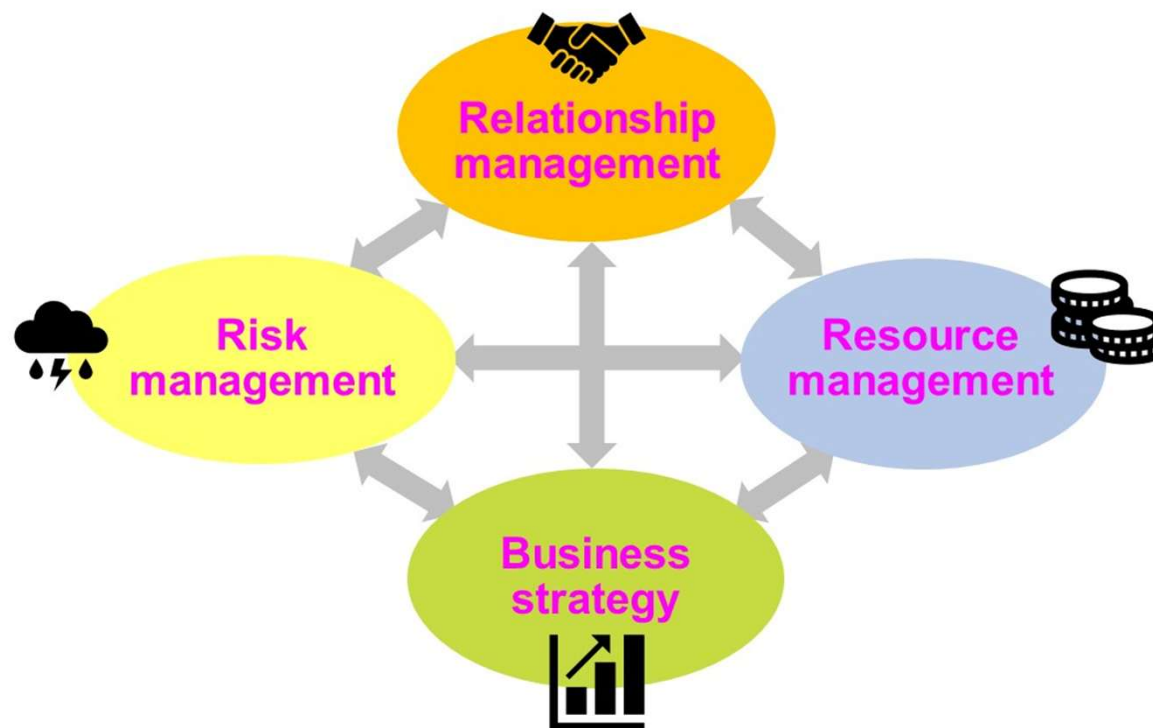 Relationship
management
Risk
management
Resource
management
Business
strategy